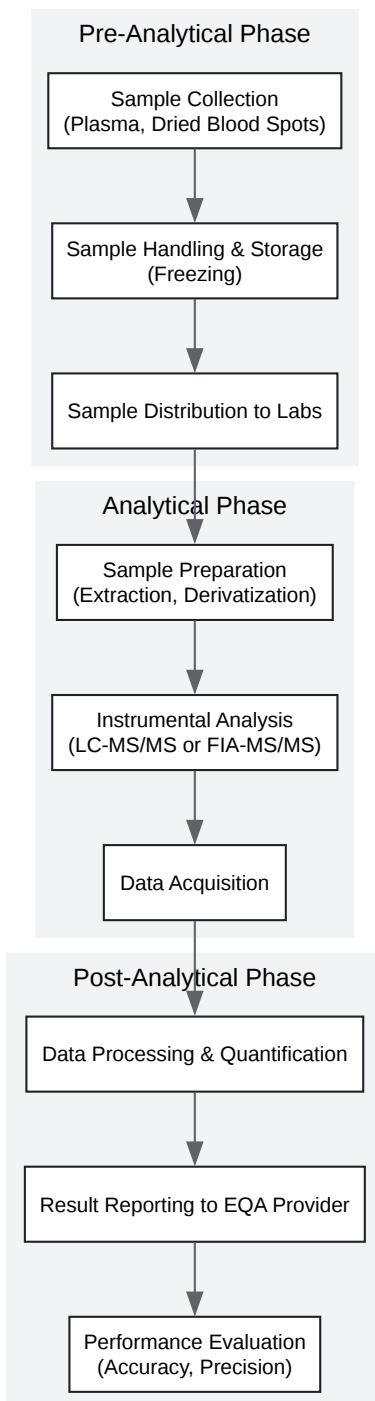 Pre-Analytical Phase
Sample Collection
(Plasma, Dried Blood Spots)
Sample Handling & Storage
(Freezing)
Sample Distribution to Labs
Analytical Phase
Sample Preparation
(Extraction, Derivatization)
Instrumental Analysis
(LC-MS/MS or FIA-MS/MS)
Data Acquisition
Post-Analytical Phase
Data Processing & Quantification
Result Reporting to EQA Provider
Performance Evaluation
(Accuracy, Precision)